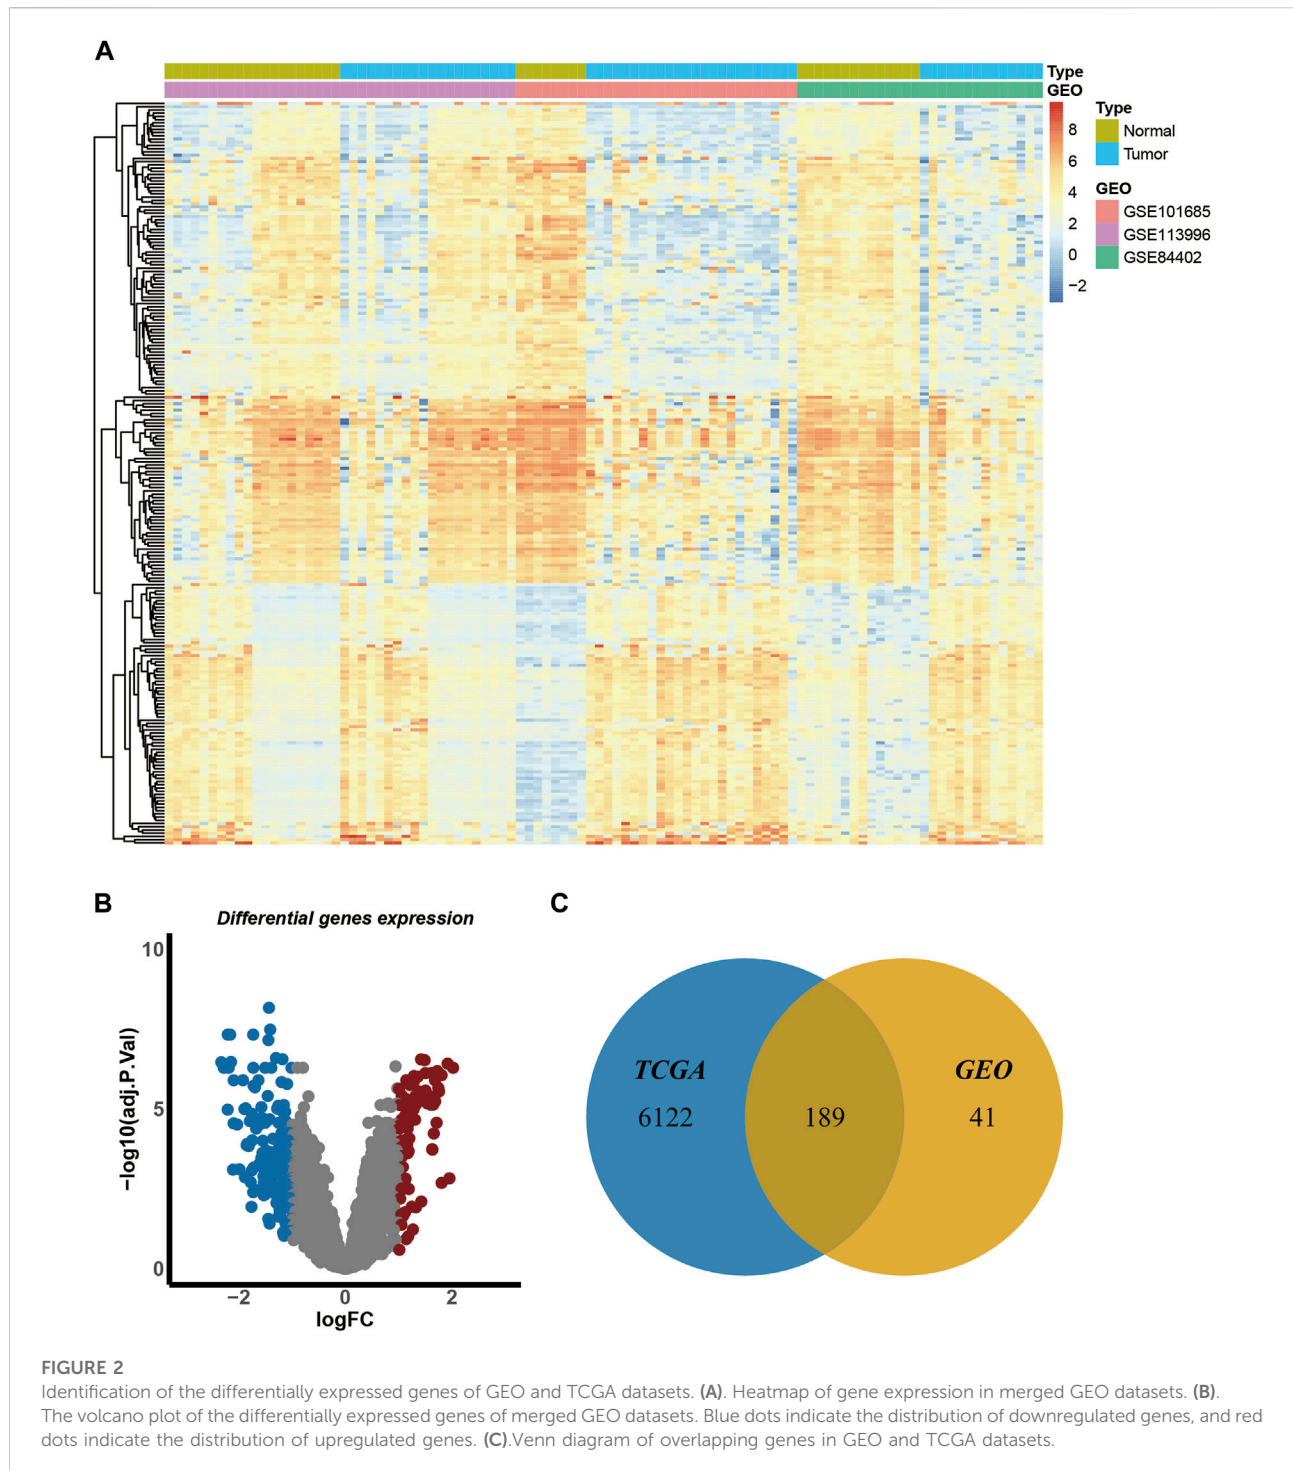 A
Type
GEO
8
6
4
2
0
−2
Type
Normal
Tumor
GEO
GSE101685
GSE113996
GSE84402
B
Differential genes expression
10
5
0
−log10(adj.P.Val)
−2 0 2
logFC
C
TCGA
6122
189
GEO
41
FIGURE 2
Identification of the differentially expressed genes of GEO and TCGA datasets. (A). Heatmap of gene expression in merged GEO datasets. (B).
The volcano plot of the differentially expressed genes of merged GEO datasets. Blue dots indicate the distribution of downregulated genes, and red
dots indicate the distribution of upregulated genes. (C).Venn diagram of overlapping genes in GEO and TCGA datasets.